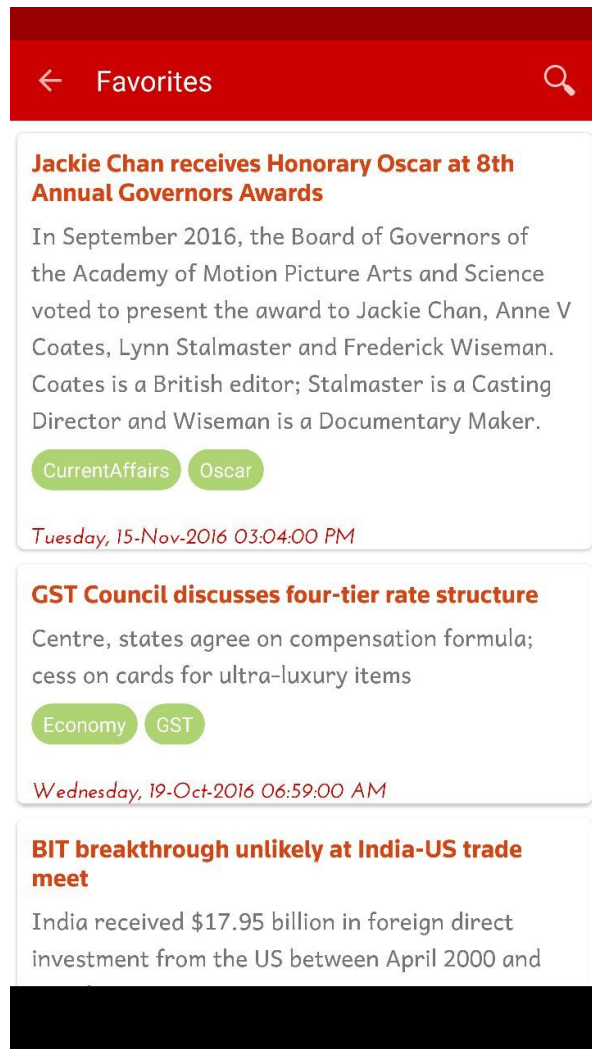 Favorites
Jackie Chan receives Honorary Oscar at 8th
Annual Governors Awards
In September 2016, the Board of Governors of
the Academy of Motion Picture Arts and Science
voted to present the award to Jackie Chan, Anne V
Coates, Lynn Stalmaster and Frederick Wiseman.
Coates is a British editor; Stalmaster is a Casting
Director and Wiseman is a Documentary Maker.
CurrentAffairs Oscar
Tuesday, 15-Nov-2016 03:04:00 PM
GST Council discusses four-tier rate structure
Centre, states agree on compensation formula;
cess on cards for ultra-luxury items
Economy GST
Wednesday, 19-Oct-2016 06:59:00 AM
BIT breakthrough unlikely at India-US trade
meet
India received $17.95 billion in foreign direct
investment from the US between April 2000 and